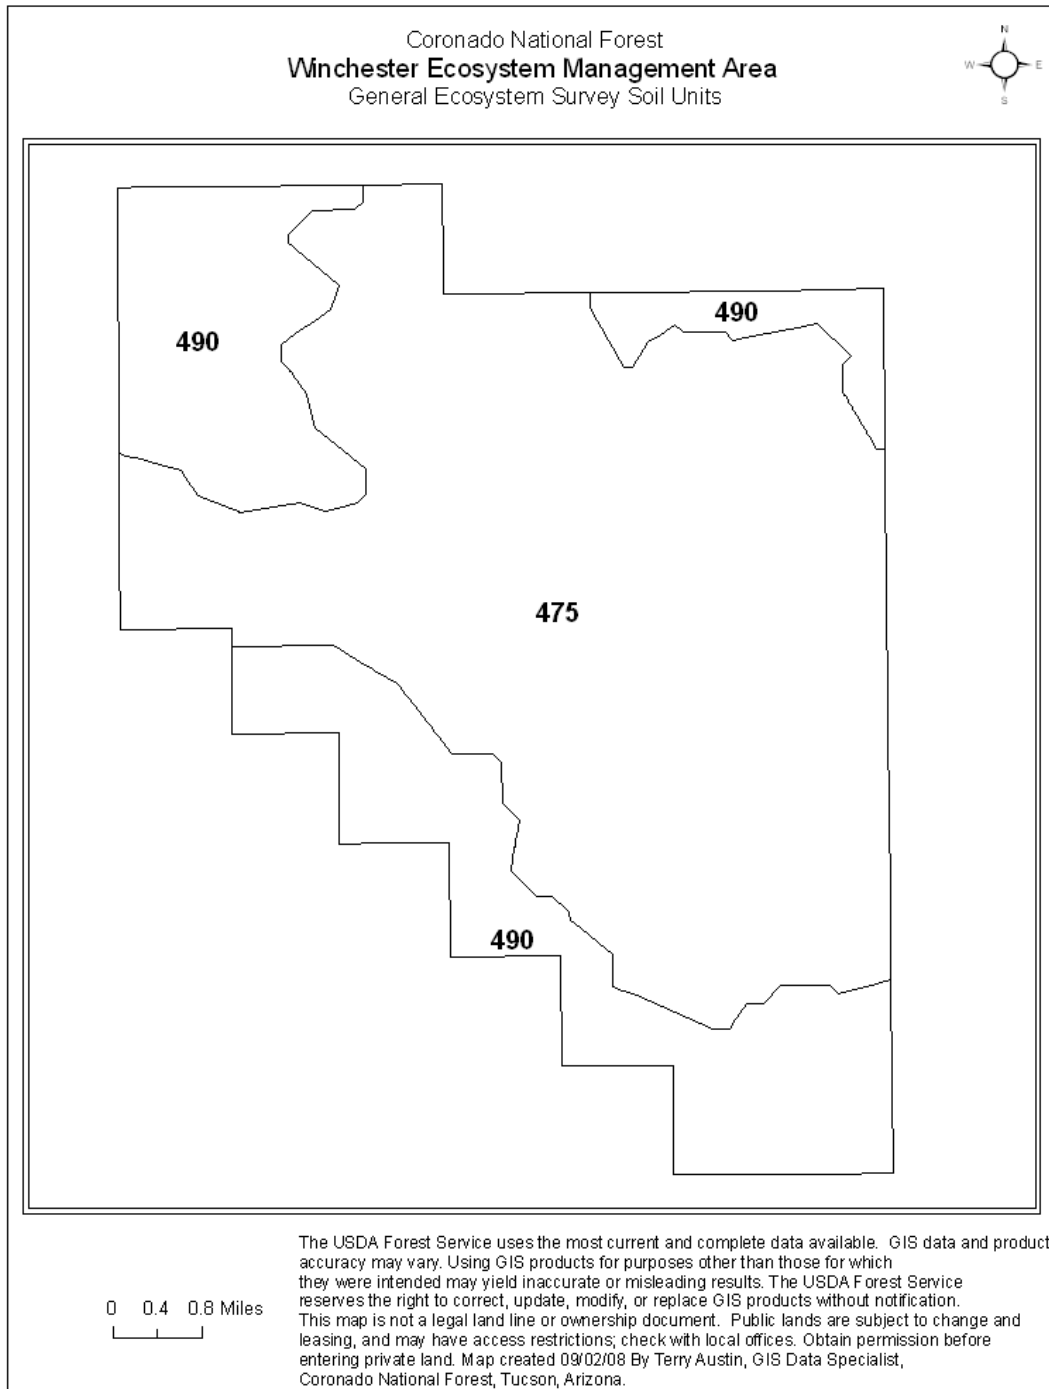 Coronado National Forest
Winchester Ecosystem Management Area
General Ecosystem Survey Soil Units
N
W E
S
490
490
475
490
0 0.4 0.8 Miles
The USDA Forest Service uses the most current and complete data available. GIS data and product
accuracy may vary. Using GIS products for purposes other than those for which
they were intended may yield inaccurate or misleading results. The USDA Forest Service
reserves the right to correct, update, modify, or replace GIS products without notification.
This map is not a legal land line or ownership document. Public lands are subject to change and
leasing, and may have access restrictions; check with local offices. Obtain permission before
entering private land. Map created 09/02/08 By Terry Austin, GIS Data Specialist,
Coronado National Forest, Tucson, Arizona.